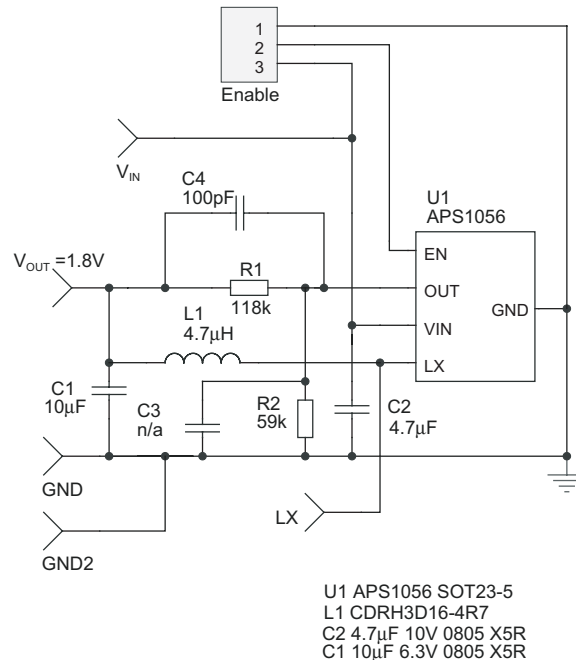 1
2
3
Enable
VIN
C4
100pF
U1
APS1056
VOUT =1.8V
R1
118k
EN
OUT
GND
VIN
LX
L1
4.7μH
C1
10μF
C3
n/a
R2
59k
C2
4.7μF
GND
LX
GND2
U1 APS1056 SOT23-5
L1 CDRH3D16-4R7
C2 4.7μF 10V 0805 X5R
C1 10μF 6.3V 0805 X5R